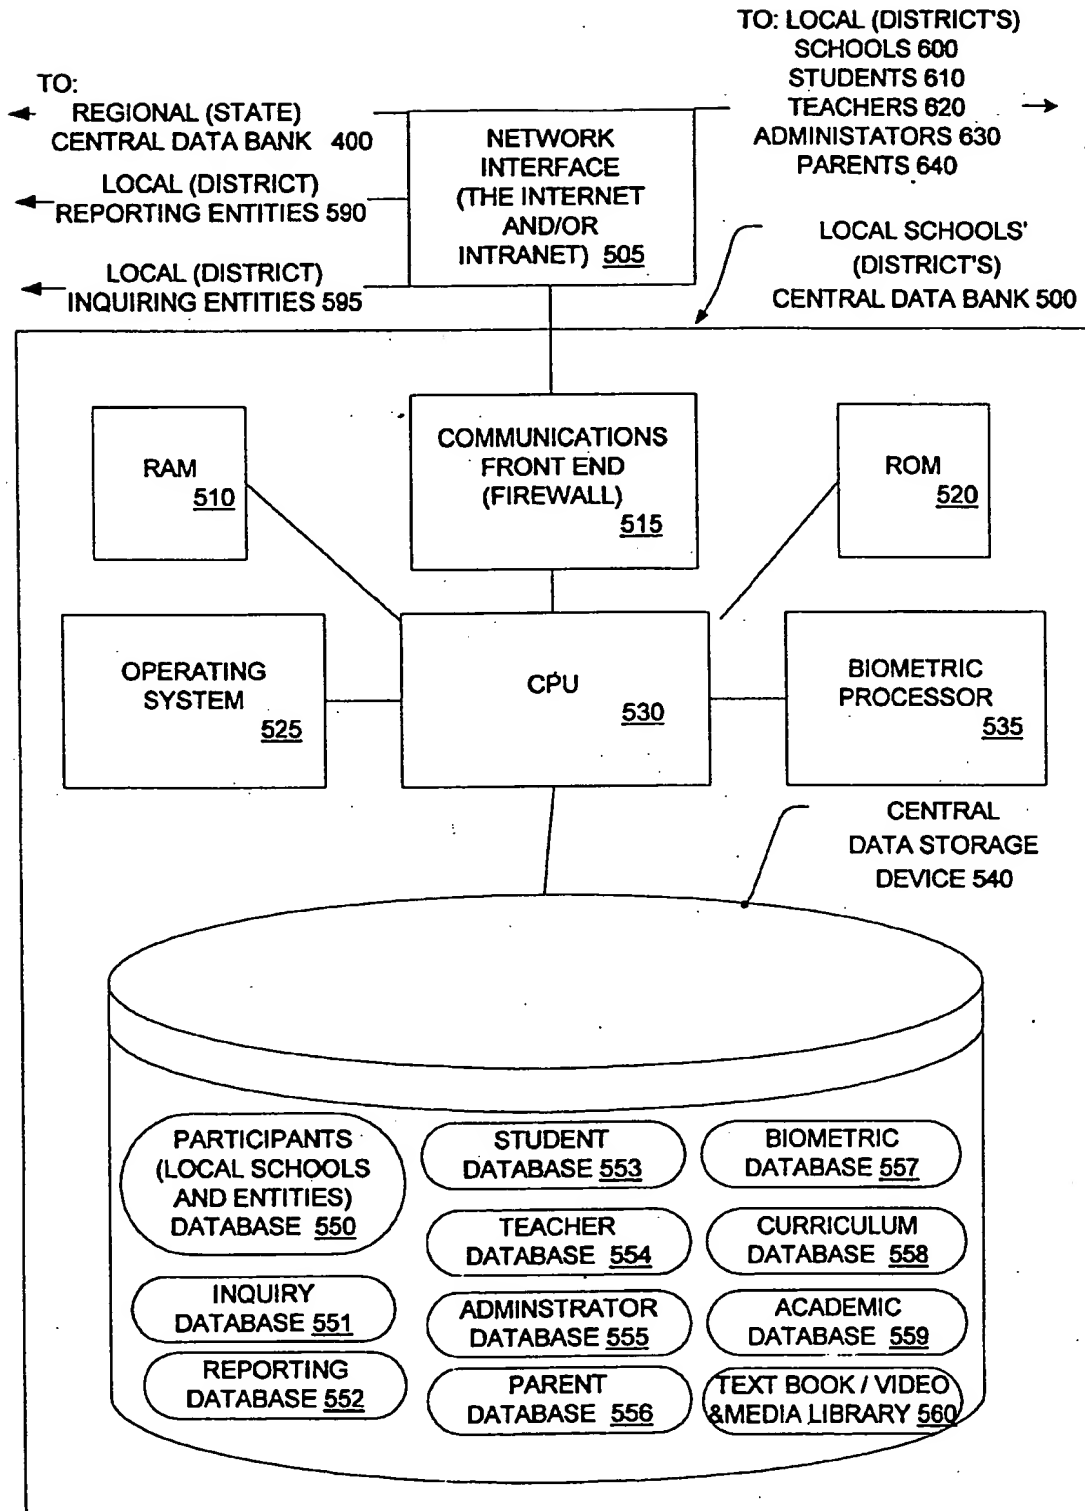 TO: LOCAL (DISTRICT'S)
SCHOOLS 600
STUDENTS 610
TEACHERS 620
ADMINISTATORS 630
PARENTS 640
TO:
REGIONAL (STATE)
CENTRAL DATA BANK 400
LOCAL (DISTRICT)
REPORTING ENTITIES 590
LOCAL (DISTRICT)
INQUIRING ENTITIES 595
NETWORK
INTERFACE
(THE INTERNET
AND/OR
INTRANET) 505
LOCAL SCHOOLS'
(DISTRICT'S)
CENTRAL DATA BANK 500
RAM
510
COMMUNICATIONS
FRONT END
(FIREWALL)
515
ROM
520
OPERATING
SYSTEM
525
CPU
530
BIOMETRIC
PROCESSOR
535
CENTRAL
DATA STORAGE
DEVICE 540
PARTICIPANTS
(LOCAL SCHOOLS
AND ENTITIES)
DATABASE 550
INQUIRY
DATABASE 551
REPORTING
DATABASE 552
STUDENT
DATABASE 553
TEACHER
DATABASE 554
ADMINSTRATOR
DATABASE 555
PARENT
DATABASE 556
BIOMETRIC
DATABASE 557
CURRICULUM
DATABASE 558
ACADEMIC
DATABASE 559
TEXT BOOK / VIDEO
&MEDIA LIBRARY 560